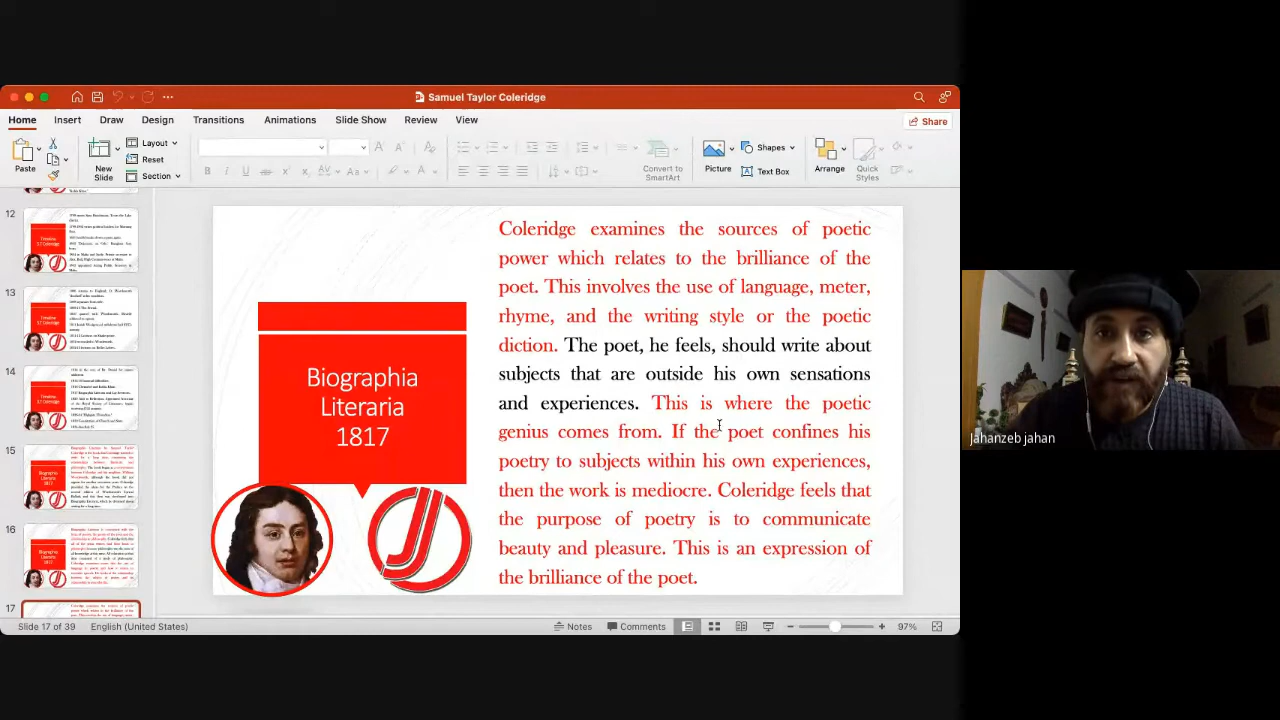 Samuel Taylor Coleridge
Home Insert Draw Design Transitions Animations Slide Show Review View
Share
Paste
New
Slide
Layout
Reset
Section
Convert to
SmartArt
Picture
Shapes
Text Box
Arrange
Quick
Styles
12
13
14
15
16
17
Biographia
Literaria
1817
Coleridge examines the sources of poetic
power which relates to the brilliance of the
poet. This involves the use of language, meter,
rhyme, and the writing style or the poetic
diction. The poet, he feels, should write about
subjects that are outside his own sensations
and experiences. This is where the poetic
genius comes from. If the poet confines his
poetry to subjects within his own experiences,
then the work is mediocre. Coleridge sees that
the purpose of poetry is to communicate
beauty and pleasure. This is an expression of
the brilliance of the poet.
Jahanzeb jahan
Slide 17 of 39 English (United States)
Notes Comments 97%